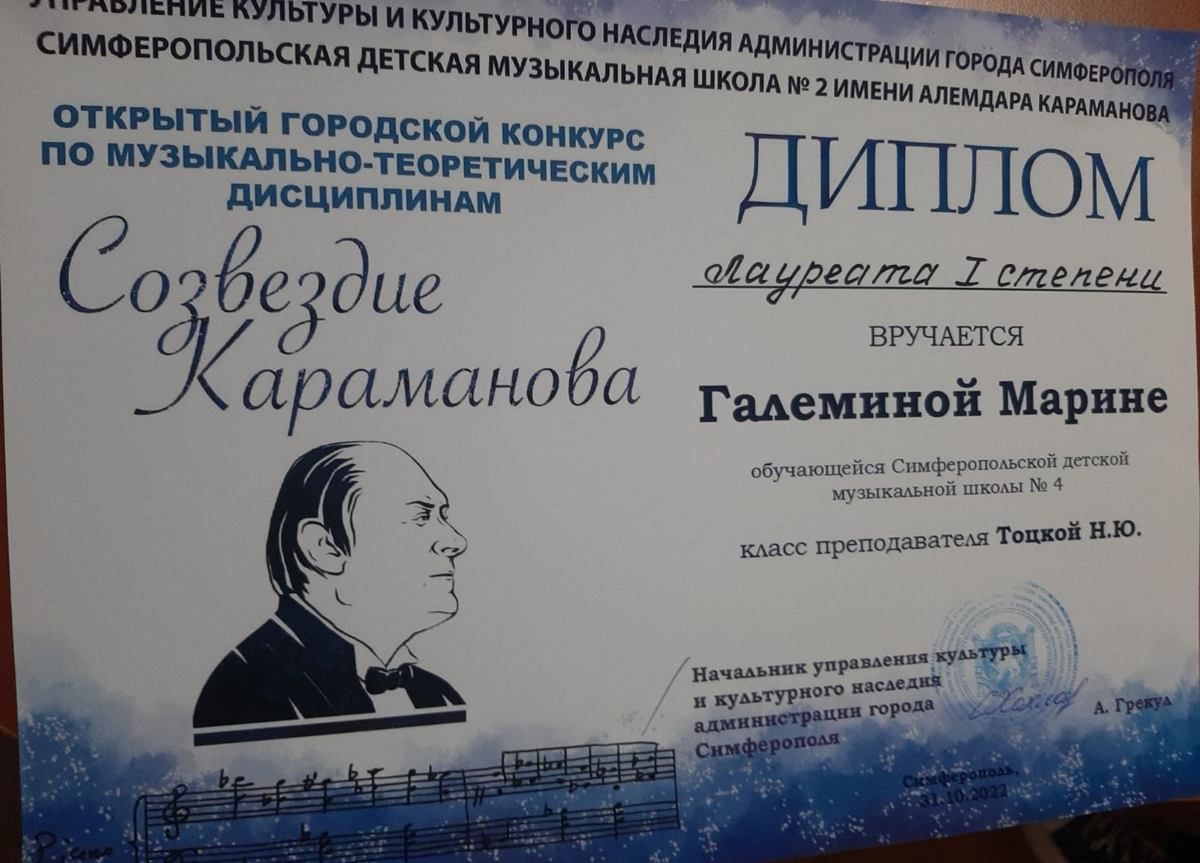 УПРАВЛЕНИЕ КУЛЬТУРЫ И КУЛЬТУРНОГО НАСЛЕДИЯ АДМИНИСТРАЦИИ ГОРОДА СИМФЕРОПОЛЯ
СИМФЕРОПОЛЬСКАЯ ДЕТСКАЯ МУЗЫКАЛЬНАЯ ШКОЛА № 2 ИМЕНИ АЛЕМДАРА КАРАМАНОВА
ОТКРЫТЫЙ ГОРОДСКОЙ КОНКУРС
ПО МУЗЫКАЛЬНО-ТЕОРЕТИЧЕСКИМ
ДИСЦИПЛИНАМ
Созвездие
Караманова
ДИПЛОМ
Лауреата I степени
ВРУЧАЕТСЯ
Галеминой Марине
обучающейся Симферопольской детской
музыкальной школы № 4
класс преподавателя Тоцкой Н.Ю.
Начальник управления культуры
и культурного наследия
администрации города
Симферополя
А. Грекул
Симферополь,
31.10.2022
Piano